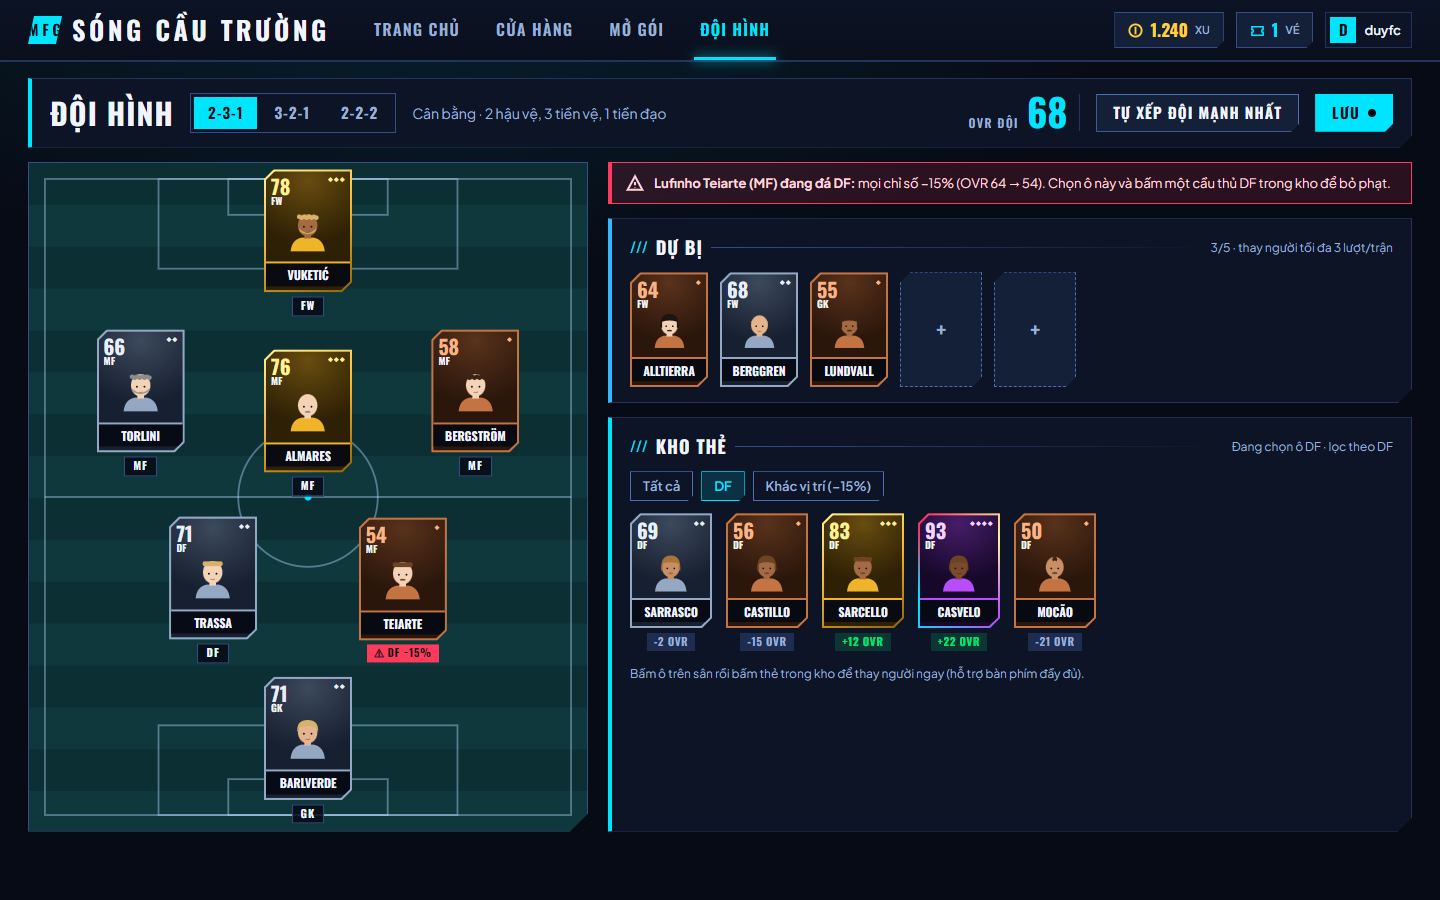 MFG SÓNG CẦU TRƯỜNG TRANG CHỦ CỬA HÀNG MỞ GÓI ĐỘI HÌNH 1.240 XU 1 VÉ D duyfc
ĐỘI HÌNH 2-3-1 3-2-1 2-2-2 Cân bằng · 2 hậu vệ, 3 tiền vệ, 1 tiền đạo OVR ĐỘI 68 TỰ XẾP ĐỘI MẠNH NHẤT LƯU
78
FW
VUKETIĆ
FW
66
MF
TORLINI
MF
76
MF
ALMARES
MF
58
MF
BERGSTRÖM
MF
71
DF
TRASSA
DF
54
MF
TEIARTE
DF -15%
71
GK
BARLVERDE
GK
Lufinho Teiarte (MF) đang đá DF: mọi chỉ số −15% (OVR 64 → 54). Chọn ô này và bấm một cầu thủ DF trong kho để bỏ phạt.
/// DỰ BỊ 3/5 · thay người tối đa 3 lượt/trận
64
FW
ALLTIERRA
68
FW
BERGGREN
55
GK
LUNDVALL
+
+
/// KHO THẺ Đang chọn ô DF · lọc theo DF
Tất cả DF Khác vị trí (−15%)
69
DF
SARRASCO
-2 OVR
56
DF
CASTILLO
-15 OVR
83
DF
SARCELLO
+12 OVR
93
DF
CASVELO
+22 OVR
50
DF
MOCÃO
-21 OVR
Bấm ô trên sân rồi bấm thẻ trong kho để thay người ngay (hỗ trợ bàn phím đầy đủ).